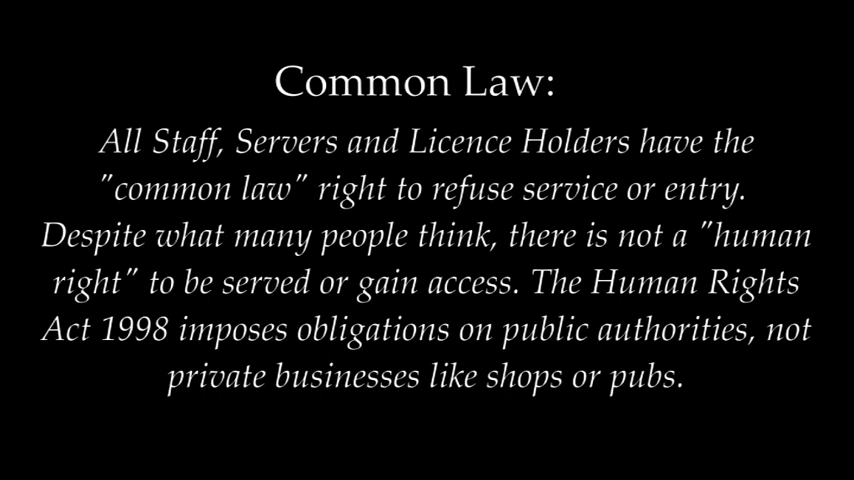 Common Law:
All Staff, Servers and Licence Holders have the
"common law" right to refuse service or entry.
Despite what many people think, there is not a "human
right" to be served or gain access. The Human Rights
Act 1998 imposes obligations on public authorities, not
private businesses like shops or pubs.